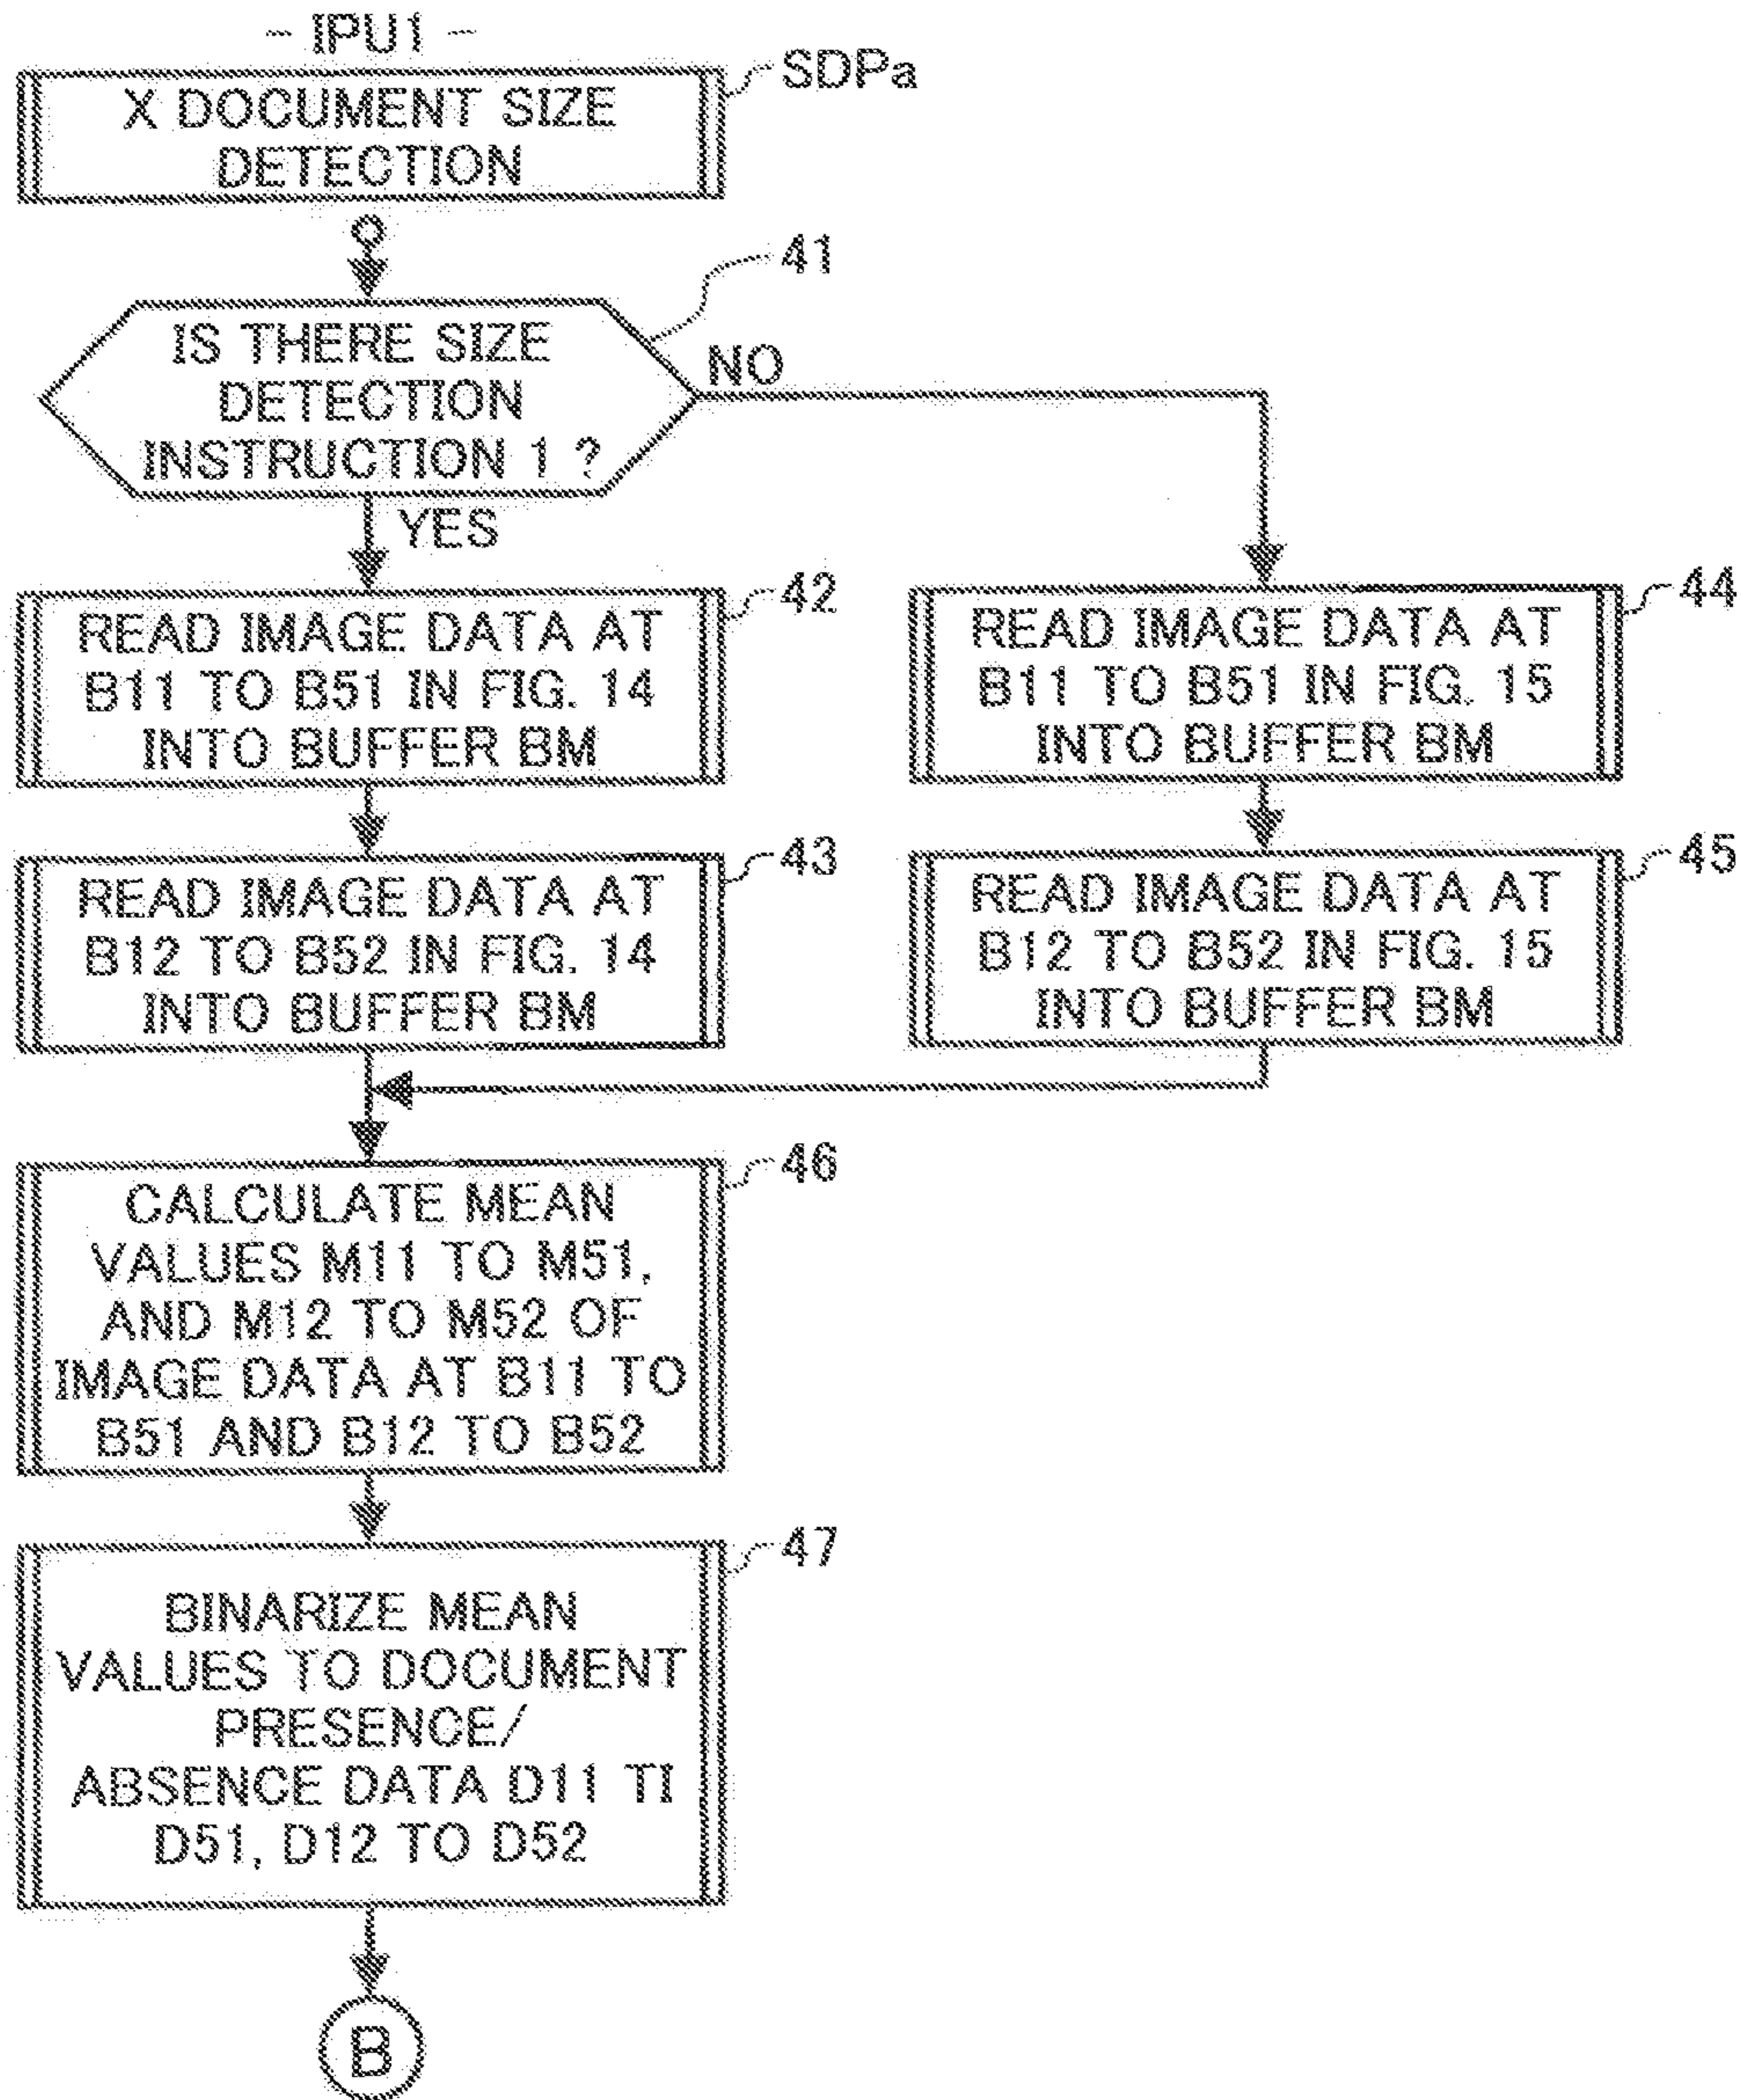 - IPU1 -
SDPa
X DOCUMENT SIZE
DETECTION
41
IS THERE SIZE
DETECTION
INSTRUCTION 1 ?
NO
YES
42
READ IMAGE DATA AT
B11 TO B51 IN FIG. 14
INTO BUFFER BM
44
READ IMAGE DATA AT
B11 TO B51 IN FIG. 15
INTO BUFFER BM
43
READ IMAGE DATA AT
B12 TO B52 IN FIG. 14
INTO BUFFER BM
45
READ IMAGE DATA AT
B12 TO B52 IN FIG. 15
INTO BUFFER BM
46
CALCULATE MEAN
VALUES M11 TO M51,
AND M12 TO M52 OF
IMAGE DATA AT B11 TO
B51 AND B12 TO B52
47
BINARIZE MEAN
VALUES TO DOCUMENT
PRESENCE/
ABSENCE DATA D11 TI
D51, D12 TO D52
B